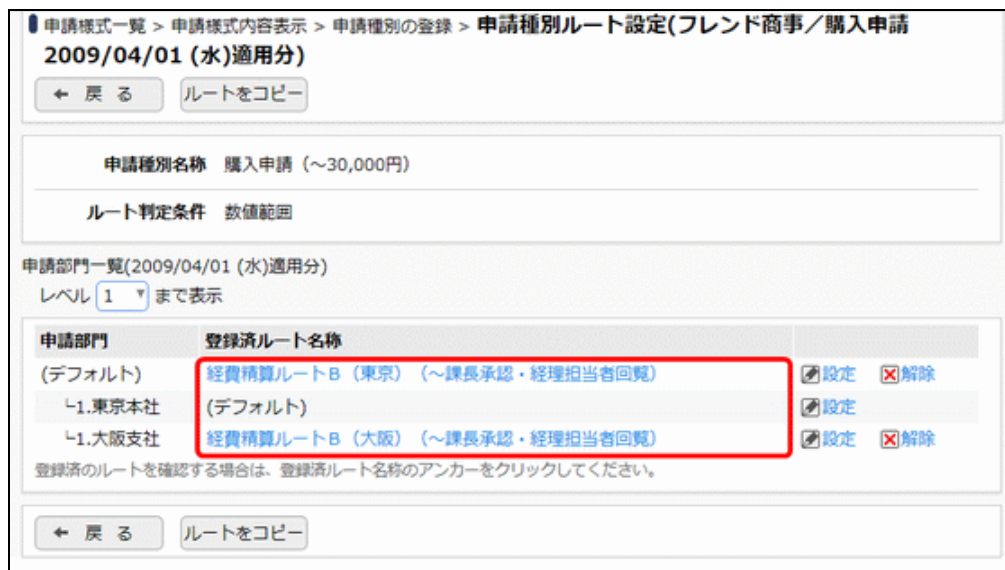 申請様式一覧 > 申請様式内容表示 > 申請種別の登録 > 申請種別ルート設定(フレンド商事／購入申請
2009/04/01 (水)適用分)
← 戻 る ルートをコピー
申請種別名称 購入申請（～30,000円）
ルート判定条件 数値範囲
申請部門一覧(2009/04/01 (水)適用分)
レベル 1 まで表示
申請部門 登録済ルート名称
(デフォルト) 経費精算ルートＢ（東京）（～課長承認・経理担当者回覧） 設定 解除
└1.東京本社 (デフォルト) 設定
└1.大阪支社 経費精算ルートＢ（大阪）（～課長承認・経理担当者回覧） 設定 解除
登録済のルートを確認する場合は、登録済ルート名称のアンカーをクリックしてください。
← 戻 る ルートをコピー